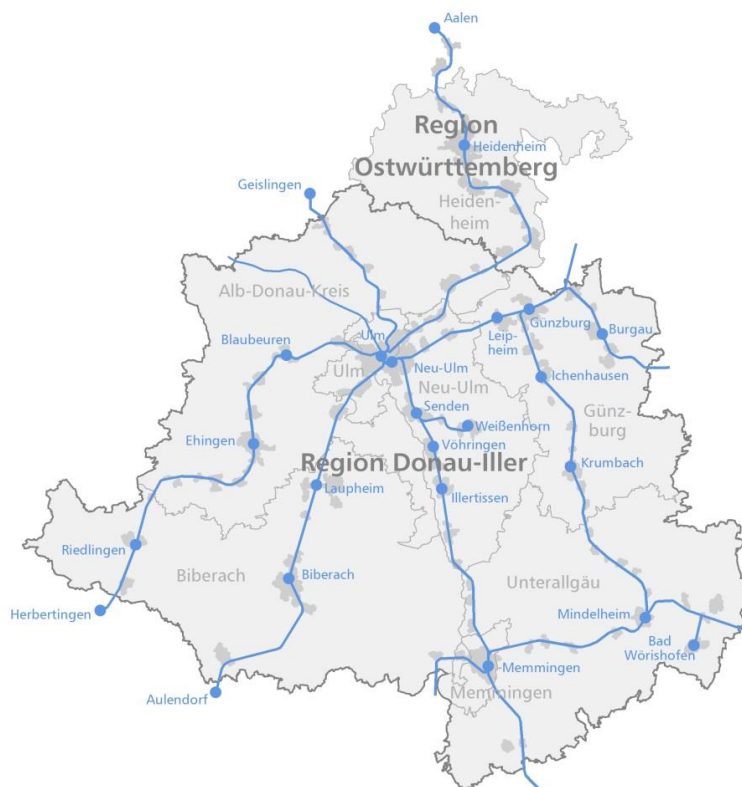 Aalen
Region
Heidenheim
Ostwürttemberg
Geislingen
Heiden-
heim
Alb-Donau-Kreis
Ulm
Günzburg
Burgau
Blaubeuren
Leip-
heim
Ulm
Neu-Ulm
Neu-Ulm
Ichenhausen
Senden
Weißenhorn
Günz-
burg
Ehingen
Vöhringen
Region Donau-Iller
Krumbach
Laupheim
Illertissen
Riedlingen
Biberach
Biberach
Unterallgäu
Herbertingen
Mindelheim
Bad
Wörishofen
Memmingen
Memmingen
Aulendorf